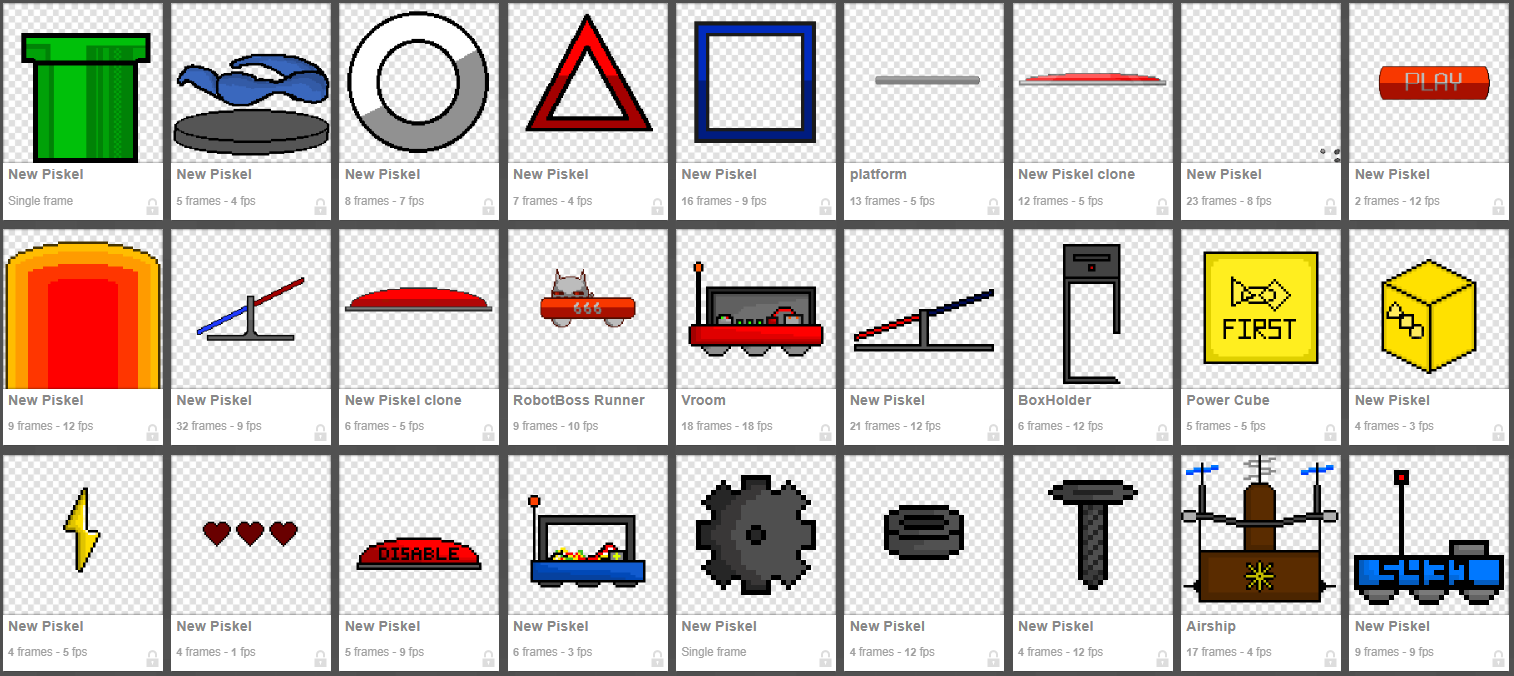 New Piskel
Single frame
New Piskel
5 frames - 4 fps
New Piskel
8 frames - 7 fps
New Piskel
7 frames - 4 fps
New Piskel
16 frames - 9 fps
platform
13 frames - 5 fps
New Piskel clone
12 frames - 5 fps
New Piskel
23 frames - 8 fps
PLAY
New Piskel
2 frames - 12 fps
New Piskel
9 frames - 12 fps
New Piskel
32 frames - 9 fps
New Piskel clone
6 frames - 5 fps
666
RobotBoss Runner
9 frames - 10 fps
Vroom
18 frames - 18 fps
New Piskel
21 frames - 12 fps
BoxHolder
6 frames - 12 fps
FIRST
Power Cube
5 frames - 5 fps
New Piskel
4 frames - 3 fps
New Piskel
4 frames - 5 fps
New Piskel
4 frames - 1 fps
DISABLE
New Piskel
5 frames - 9 fps
New Piskel
6 frames - 3 fps
New Piskel
Single frame
New Piskel
4 frames - 12 fps
New Piskel
4 frames - 12 fps
Airship
17 frames - 4 fps
New Piskel
9 frames - 9 fps